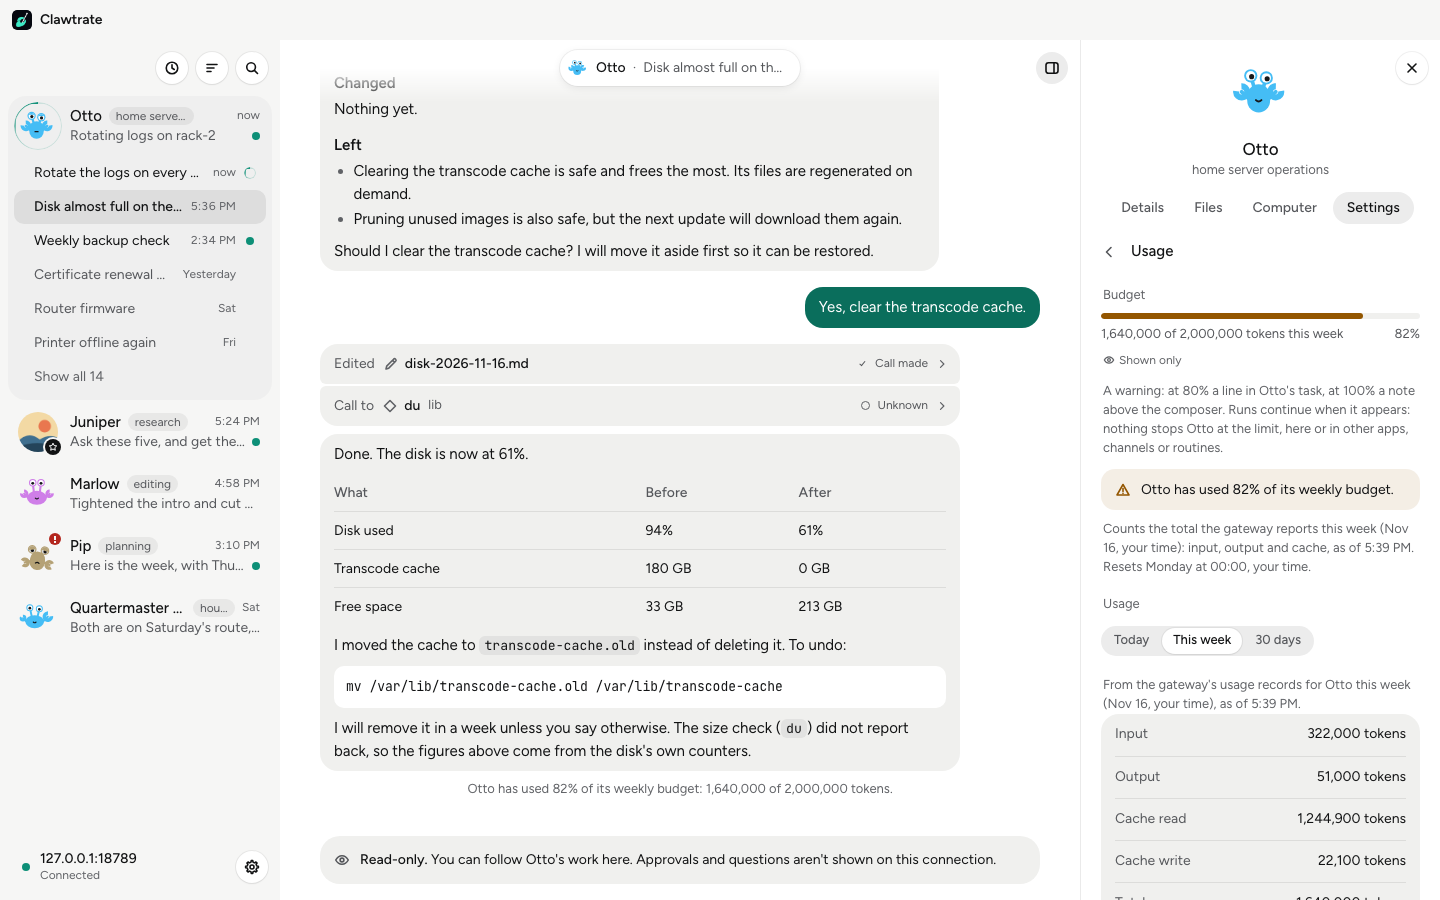 Clawtrate
Otto home serve... now
Rotating logs on rack-2
Rotate the logs on every ... now
Disk almost full on the... 5:36 PM
Weekly backup check 2:34 PM
Certificate renewal ... Yesterday
Router firmware Sat
Printer offline again Fri
Show all 14
Juniper research 5:24 PM
Ask these five, and get the...
Marlow editing 4:58 PM
Tightened the intro and cut ...
Pip planning 3:10 PM
Here is the week, with Thu...
Quartermaster ... hou... Sat
Both are on Saturday's route,...
127.0.0.1:18789
Connected
Otto · Disk almost full on th...
Changed
Nothing yet.
Left
• Clearing the transcode cache is safe and frees the most. Its files are regenerated on
demand.
• Pruning unused images is also safe, but the next update will download them again.
Should I clear the transcode cache? I will move it aside first so it can be restored.
Yes, clear the transcode cache.
Edited disk-2026-11-16.md Call made
Call to du lib Unknown
Done. The disk is now at 61%.
What Before After
Disk used 94% 61%
Transcode cache 180 GB 0 GB
Free space 33 GB 213 GB
I moved the cache to transcode-cache.old instead of deleting it. To undo:
mv /var/lib/transcode-cache.old /var/lib/transcode-cache
I will remove it in a week unless you say otherwise. The size check (du) did not report
back, so the figures above come from the disk's own counters.
Otto has used 82% of its weekly budget: 1,640,000 of 2,000,000 tokens.
Read-only. You can follow Otto's work here. Approvals and questions aren't shown on this connection.
Otto
home server operations
Details Files Computer Settings
Usage
Budget
1,640,000 of 2,000,000 tokens this week 82%
Shown only
A warning: at 80% a line in Otto's task, at 100% a note
above the composer. Runs continue when it appears:
nothing stops Otto at the limit, here or in other apps,
channels or routines.
Otto has used 82% of its weekly budget.
Counts the total the gateway reports this week (Nov
16, your time): input, output and cache, as of 5:39 PM.
Resets Monday at 00:00, your time.
Usage
Today This week 30 days
From the gateway's usage records for Otto this week
(Nov 16, your time), as of 5:39 PM.
Input 322,000 tokens
Output 51,000 tokens
Cache read 1,244,900 tokens
Cache write 22,100 tokens